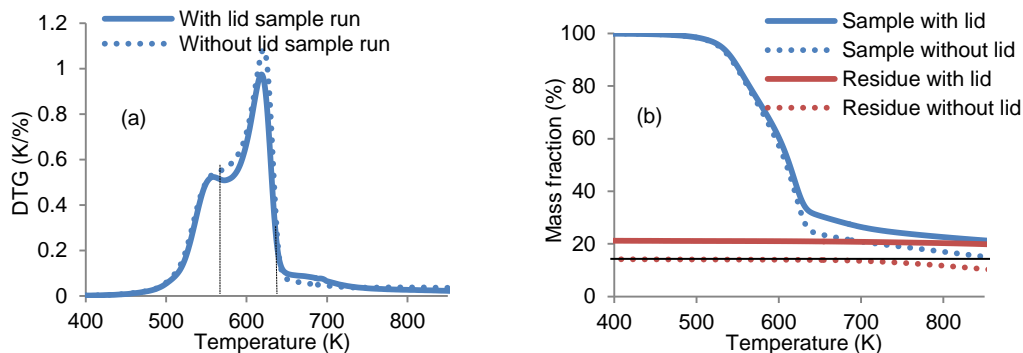 With lid sample run
Without lid sample run
(a)
DTG (K/%)
1.2
1
0.8
0.6
0.4
0.2
0
400 500 600 700 800
Temperature (K)
Sample with lid
Sample without lid
Residue with lid
Residue without lid
(b)
Mass fraction (%)
100
80
60
40
20
0
400 500 600 700 800
Temperature (K)